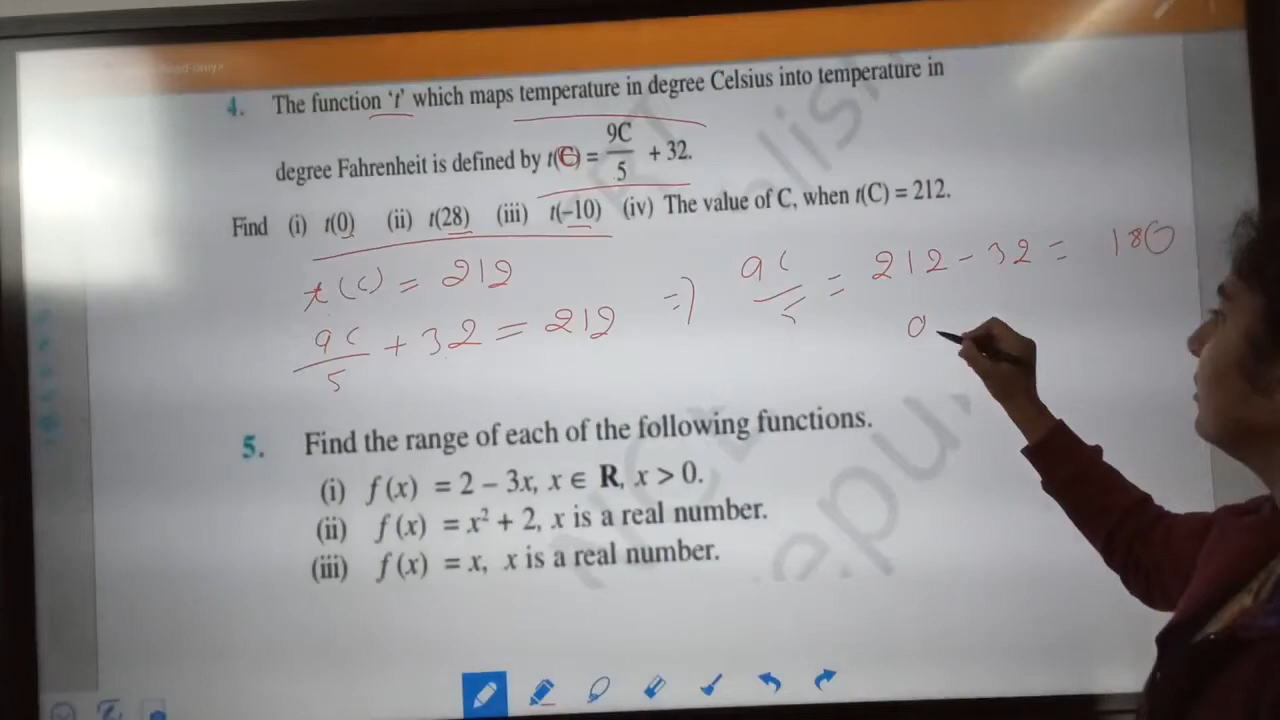 4. The function ‘t’ which maps temperature in degree Celsius into temperature in
degree Fahrenheit is defined by t(C) = 9C/5 + 32.
Find (i) t(0) (ii) t(28) (iii) t(–10) (iv) The value of C, when t(C) = 212.
t(C) = 212
9C/5 + 32 = 212 ⇒ 9C/5 = 212 - 32 = 180
5. Find the range of each of the following functions.
(i) f(x) = 2 – 3x, x ∈ R, x > 0.
(ii) f(x) = x² + 2, x is a real number.
(iii) f(x) = x, x is a real number.